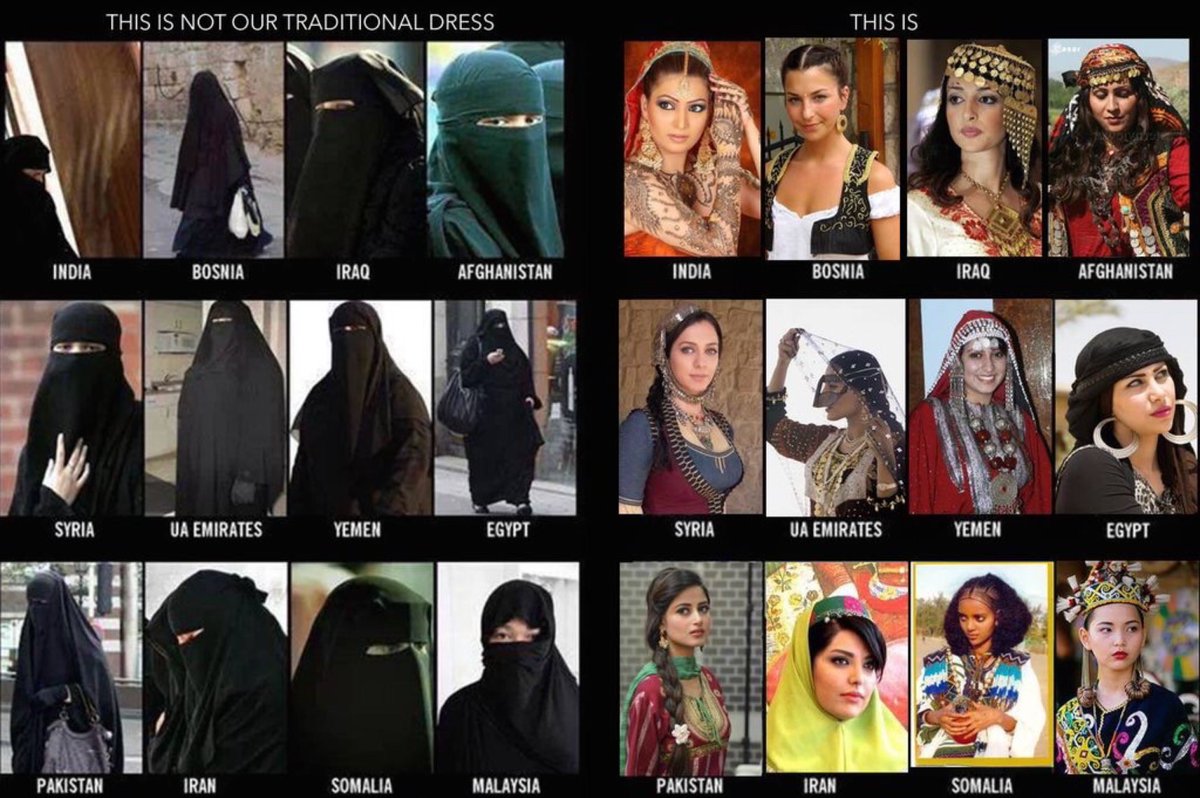 THIS IS NOT OUR TRADITIONAL DRESS
THIS IS
INDIA
BOSNIA
IRAQ
AFGHANISTAN
INDIA
BOSNIA
IRAQ
AFGHANISTAN
SYRIA
UA EMIRATES
YEMEN
EGYPT
SYRIA
UA EMIRATES
YEMEN
EGYPT
PAKISTAN
IRAN
SOMALIA
MALAYSIA
PAKISTAN
IRAN
SOMALIA
MALAYSIA